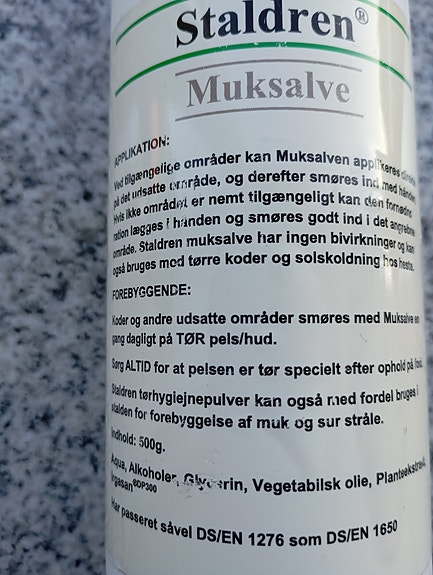 Staldren®
Muksalve
APPLIKATION:
Ved tilgængelige områder kan Muksalven applikeres direkte
på det udsatte område, og derefter smøres ind med hånden.
Hvis ikke området er nemt tilgængeligt kan den fornødne
ration lægges i hånden og smøres godt ind i det angrebne
område. Staldren muksalve har ingen bivirkninger og kan
også bruges med tørre koder og solskoldning hos heste.
FOREBYGGENDE:
Koder og andre udsatte områder smøres med Muksalve en
gang dagligt på TØR pels/hud.
Sørg ALTID for at pelsen er tør specielt efter ophold på
Staldren tørhygiejnepulver kan også med fordel bruges i
stalden for forebyggelse af muk og sur stråle.
Indhold: 500g.
Aqua, Alkoholer, Glycerin, Vegetabilsk olie, Planteekstrakt,
Irgasan®DP300
Har passeret såvel DS/EN 1276 som DS/EN 1650